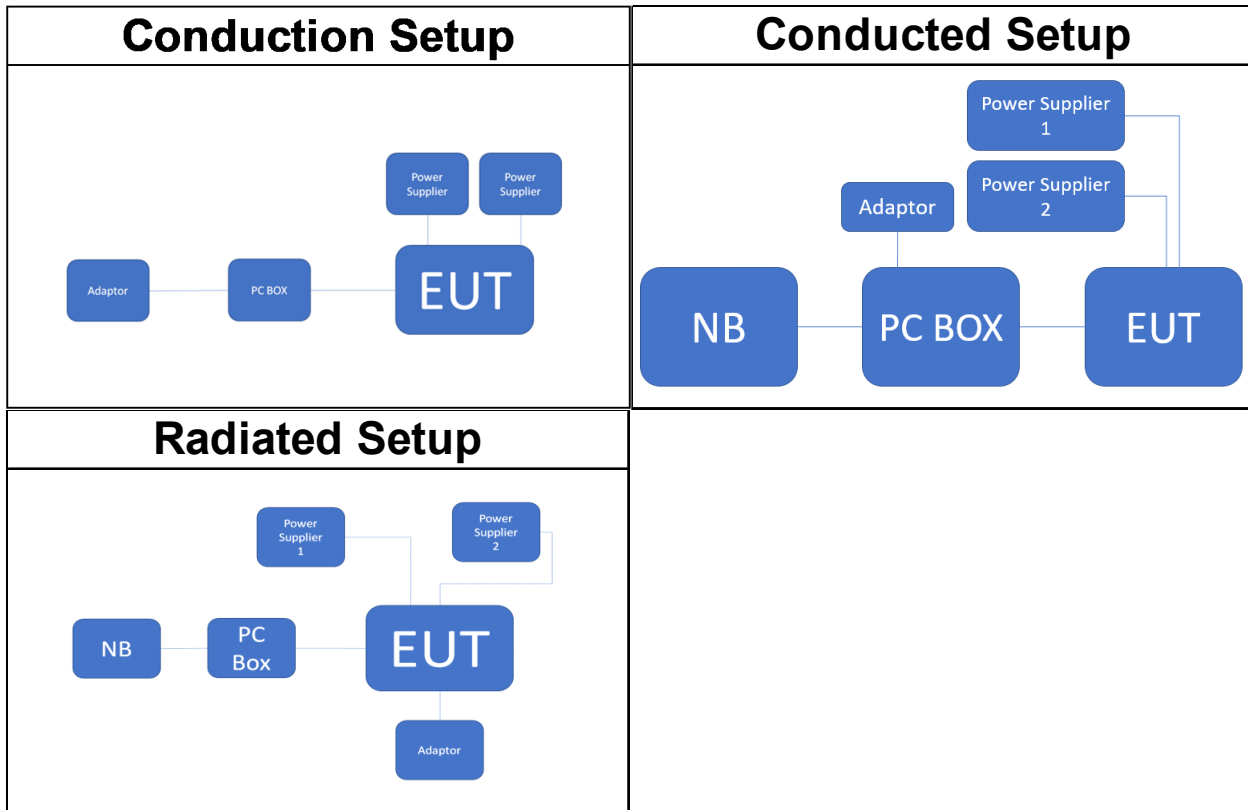 Conduction Setup
Power
Supplier
Power
Supplier
Adaptor
PC BOX
EUT
Conducted Setup
Power Supplier
1
Power Supplier
2
Adaptor
NB
PC BOX
EUT
Radiated Setup
Power
Supplier
1
Power
Supplier
2
NB
PC
Box
EUT
Adaptor